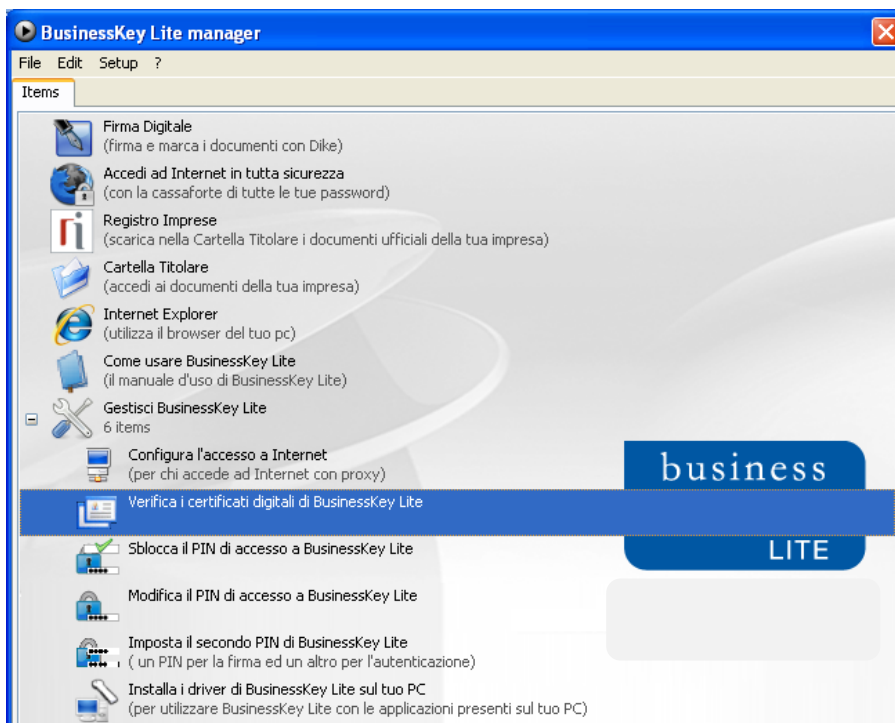 BusinessKey Lite manager
File Edit Setup ?
Items
Firma Digitale
(firma e marca i documenti con Dike)
Accedi ad Internet in tutta sicurezza
(con la cassaforte di tutte le tue password)
ri
Registro Imprese
(scarica nella Cartella Titolare i documenti ufficiali della tua impresa)
Cartella Titolare
(accedi ai documenti della tua impresa)
Internet Explorer
(utilizza il browser del tuo pc)
Come usare BusinessKey Lite
(il manuale d'uso di BusinessKey Lite)
Gestisci BusinessKey Lite
6 items
Configura l'accesso a Internet
(per chi accede ad Internet con proxy)
business
Verifica i certificati digitali di BusinessKey Lite
Sblocca il PIN di accesso a BusinessKey Lite
LITE
Modifica il PIN di accesso a BusinessKey Lite
Imposta il secondo PIN di BusinessKey Lite
( un PIN per la firma ed un altro per l'autenticazione)
Installa i driver di BusinessKey Lite sul tuo PC
(per utilizzare BusinessKey Lite con le applicazioni presenti sul tuo PC)